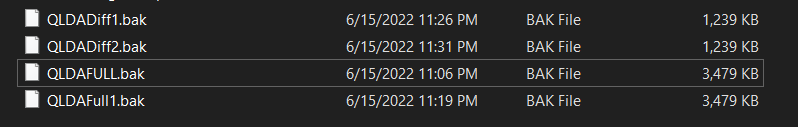 QLDADiff1.bak 6/15/2022 11:26 PM BAK File 1,239 KB
QLDADiff2.bak 6/15/2022 11:31 PM BAK File 1,239 KB
QLDAFULL.bak 6/15/2022 11:06 PM BAK File 3,479 KB
QLDAFull1.bak 6/15/2022 11:19 PM BAK File 3,479 KB